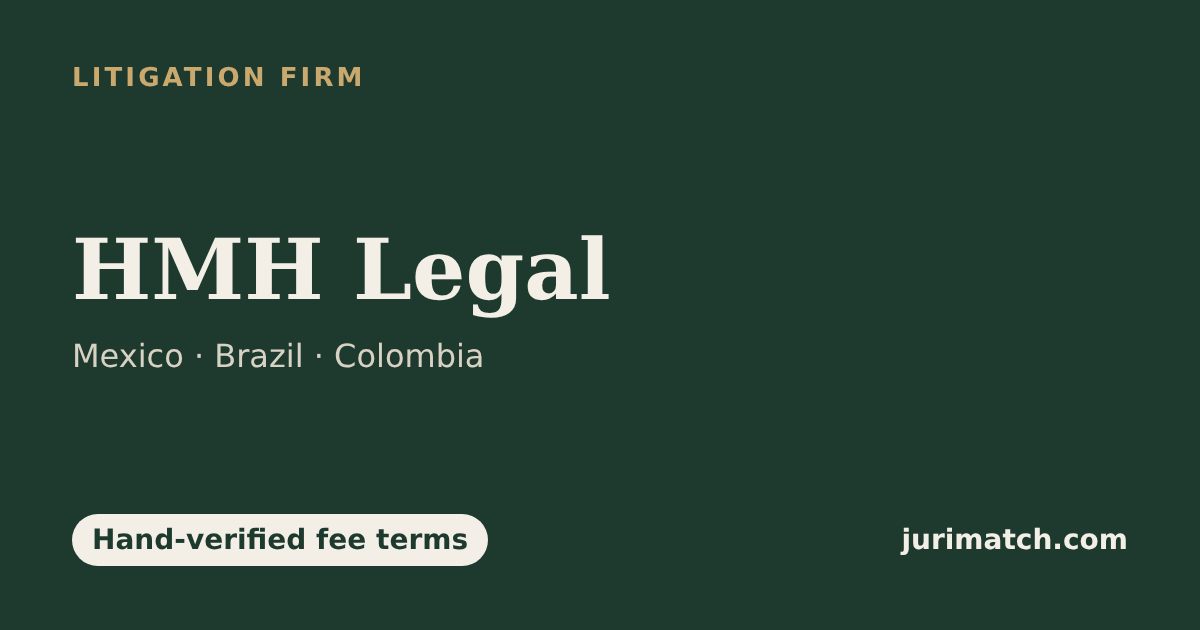 LITIGATION FIRM
HMH Legal
Mexico · Brazil · Colombia
Hand-verified fee terms
jurimatch.com